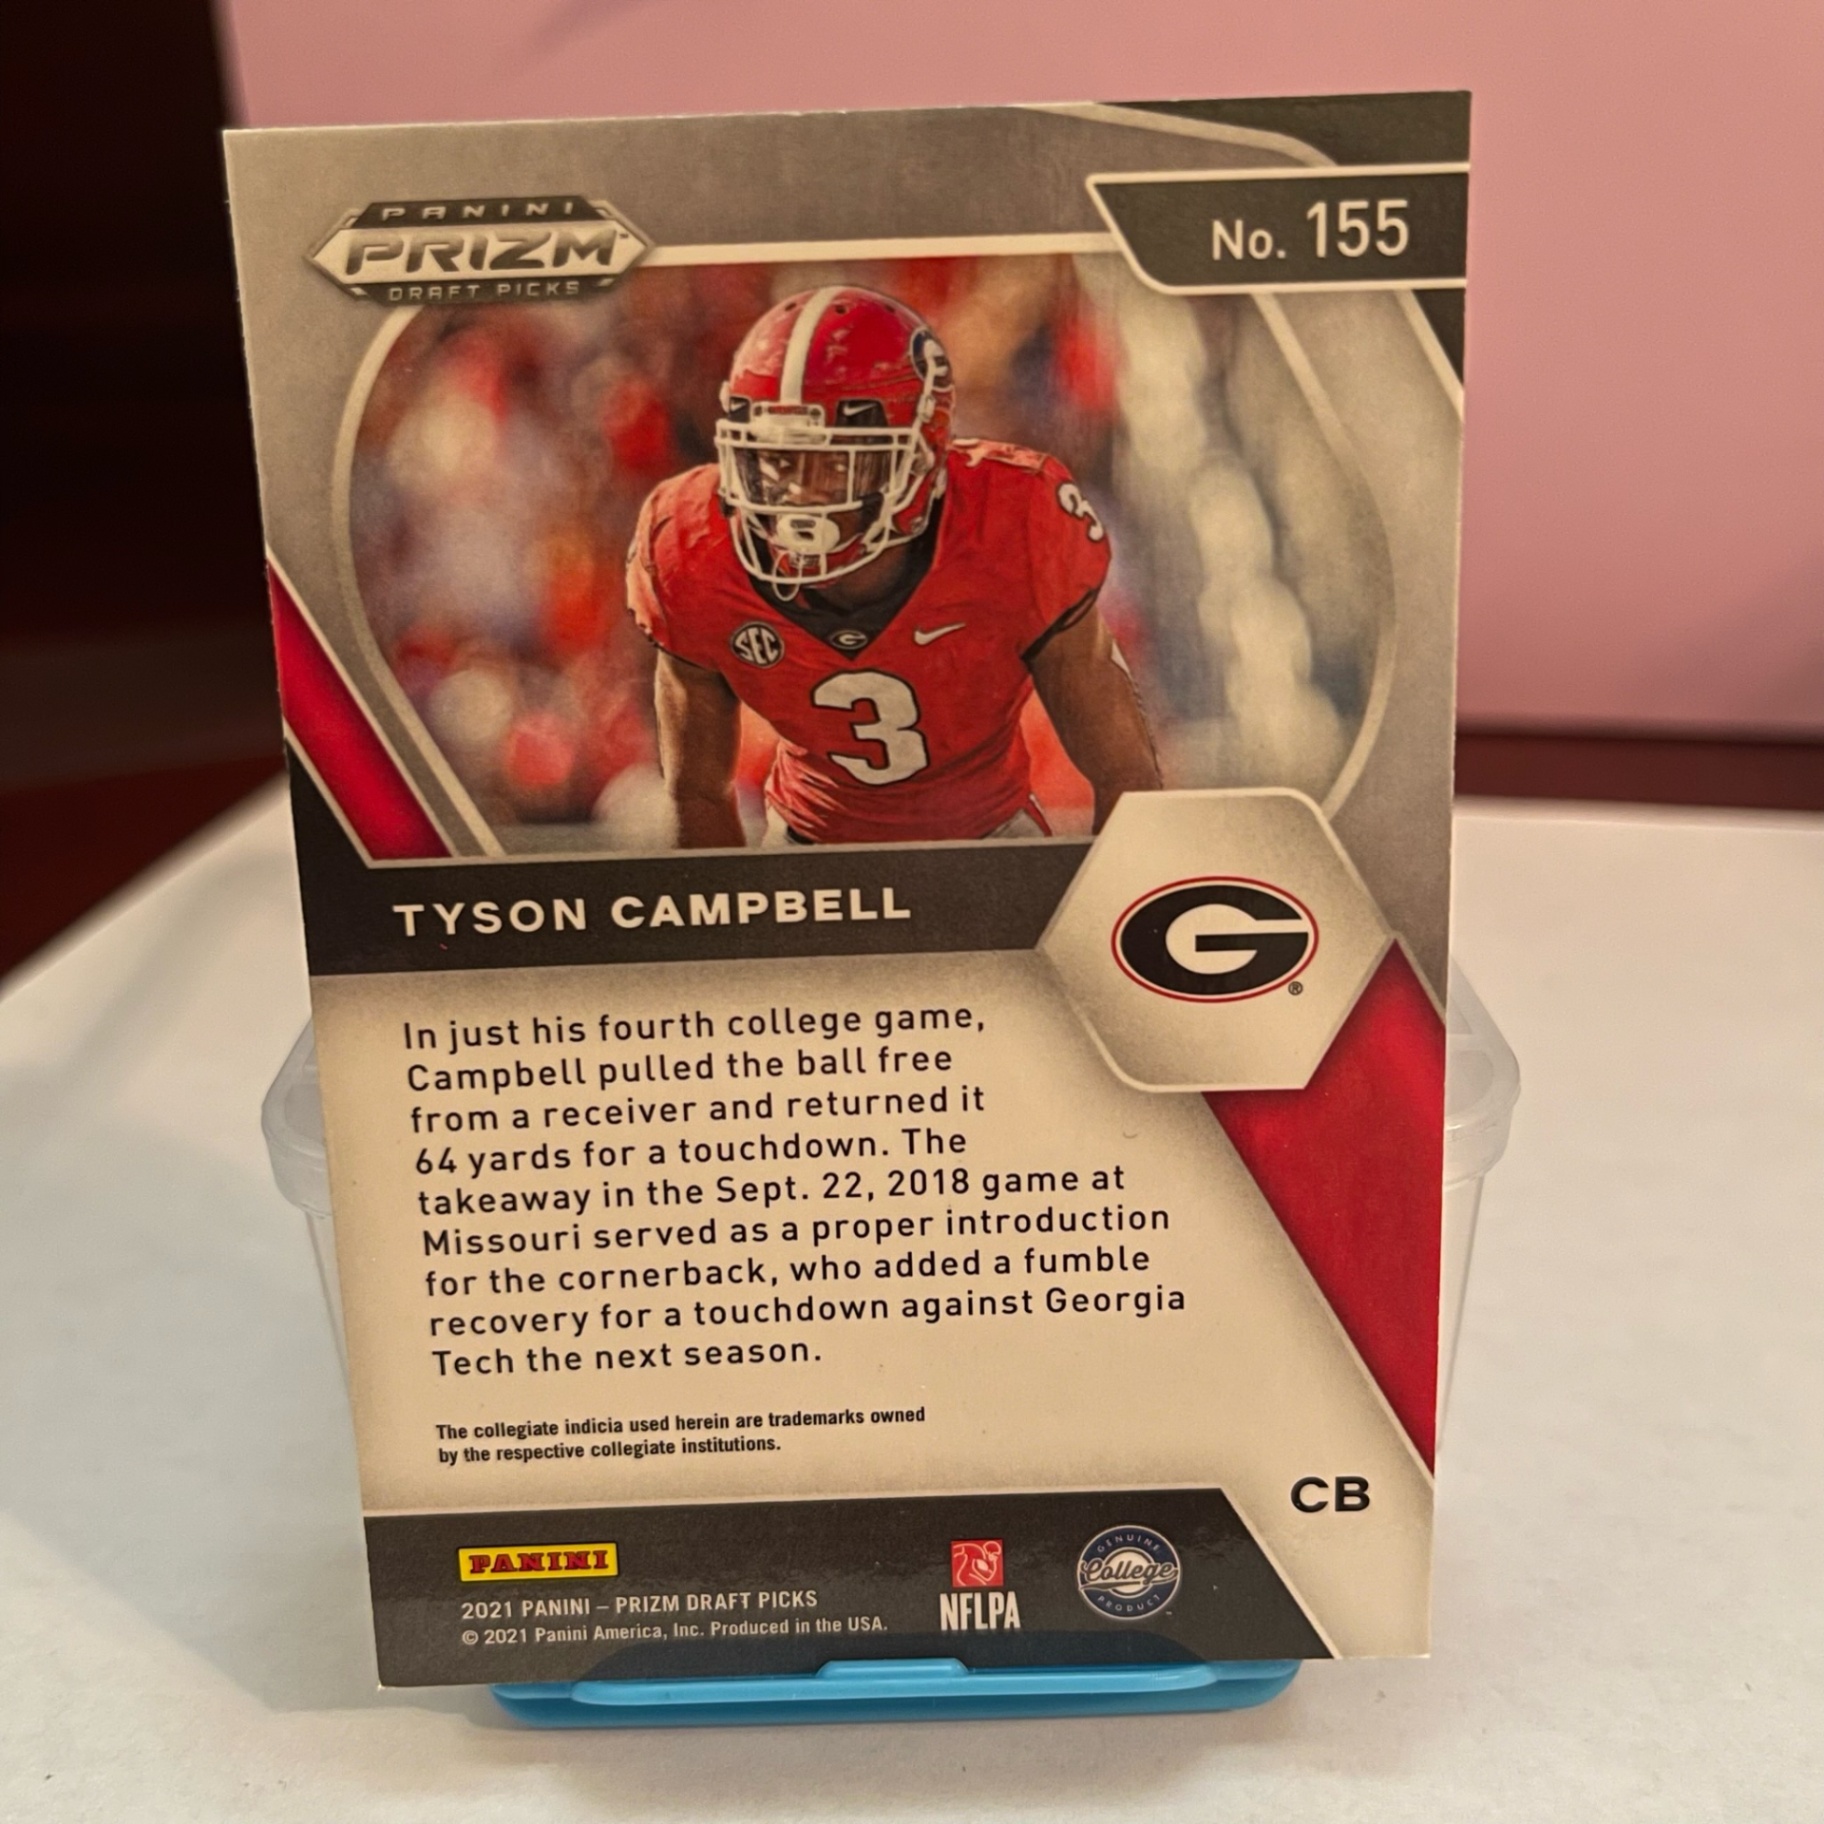 PANINI
PRIZM
DRAFT PICKS
No. 155
3
SEC
G
3
TYSON CAMPBELL
G
®
In just his fourth college game,
Campbell pulled the ball free
from a receiver and returned it
64 yards for a touchdown. The
takeaway in the Sept. 22, 2018 game at
Missouri served as a proper introduction
for the cornerback, who added a fumble
recovery for a touchdown against Georgia
Tech the next season.
The collegiate indicia used herein are trademarks owned
by the respective collegiate institutions.
CB
PANINI
2021 PANINI – PRIZM DRAFT PICKS
© 2021 Panini America, Inc. Produced in the USA.
NFLPA
GENUINE
College
PRODUCT